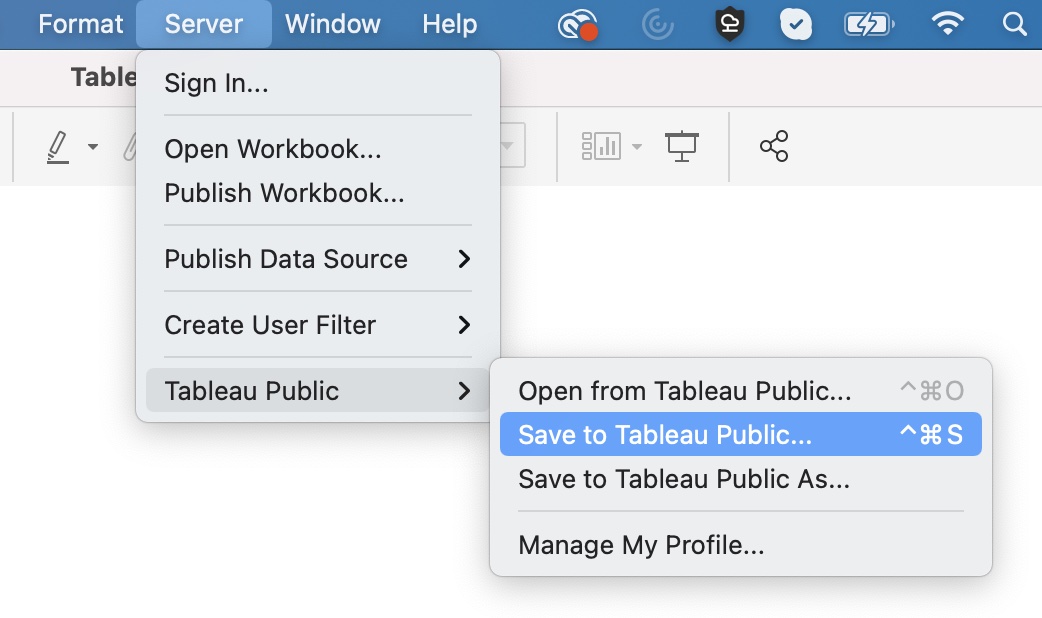 Format Server Window Help
Table
Sign In...
Open Workbook...
Publish Workbook...
Publish Data Source
Create User Filter
Tableau Public
Open from Tableau Public... ^⌘O
Save to Tableau Public... ^⌘S
Save to Tableau Public As...
Manage My Profile...